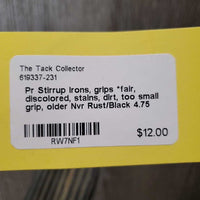 The Tack Collector
619337-231
Pr Stirrup Irons, grips *fair,
discolored, stains, dirt, too small
grip, older Nvr Rust/Black 4.75
$12.00
RW7NF1